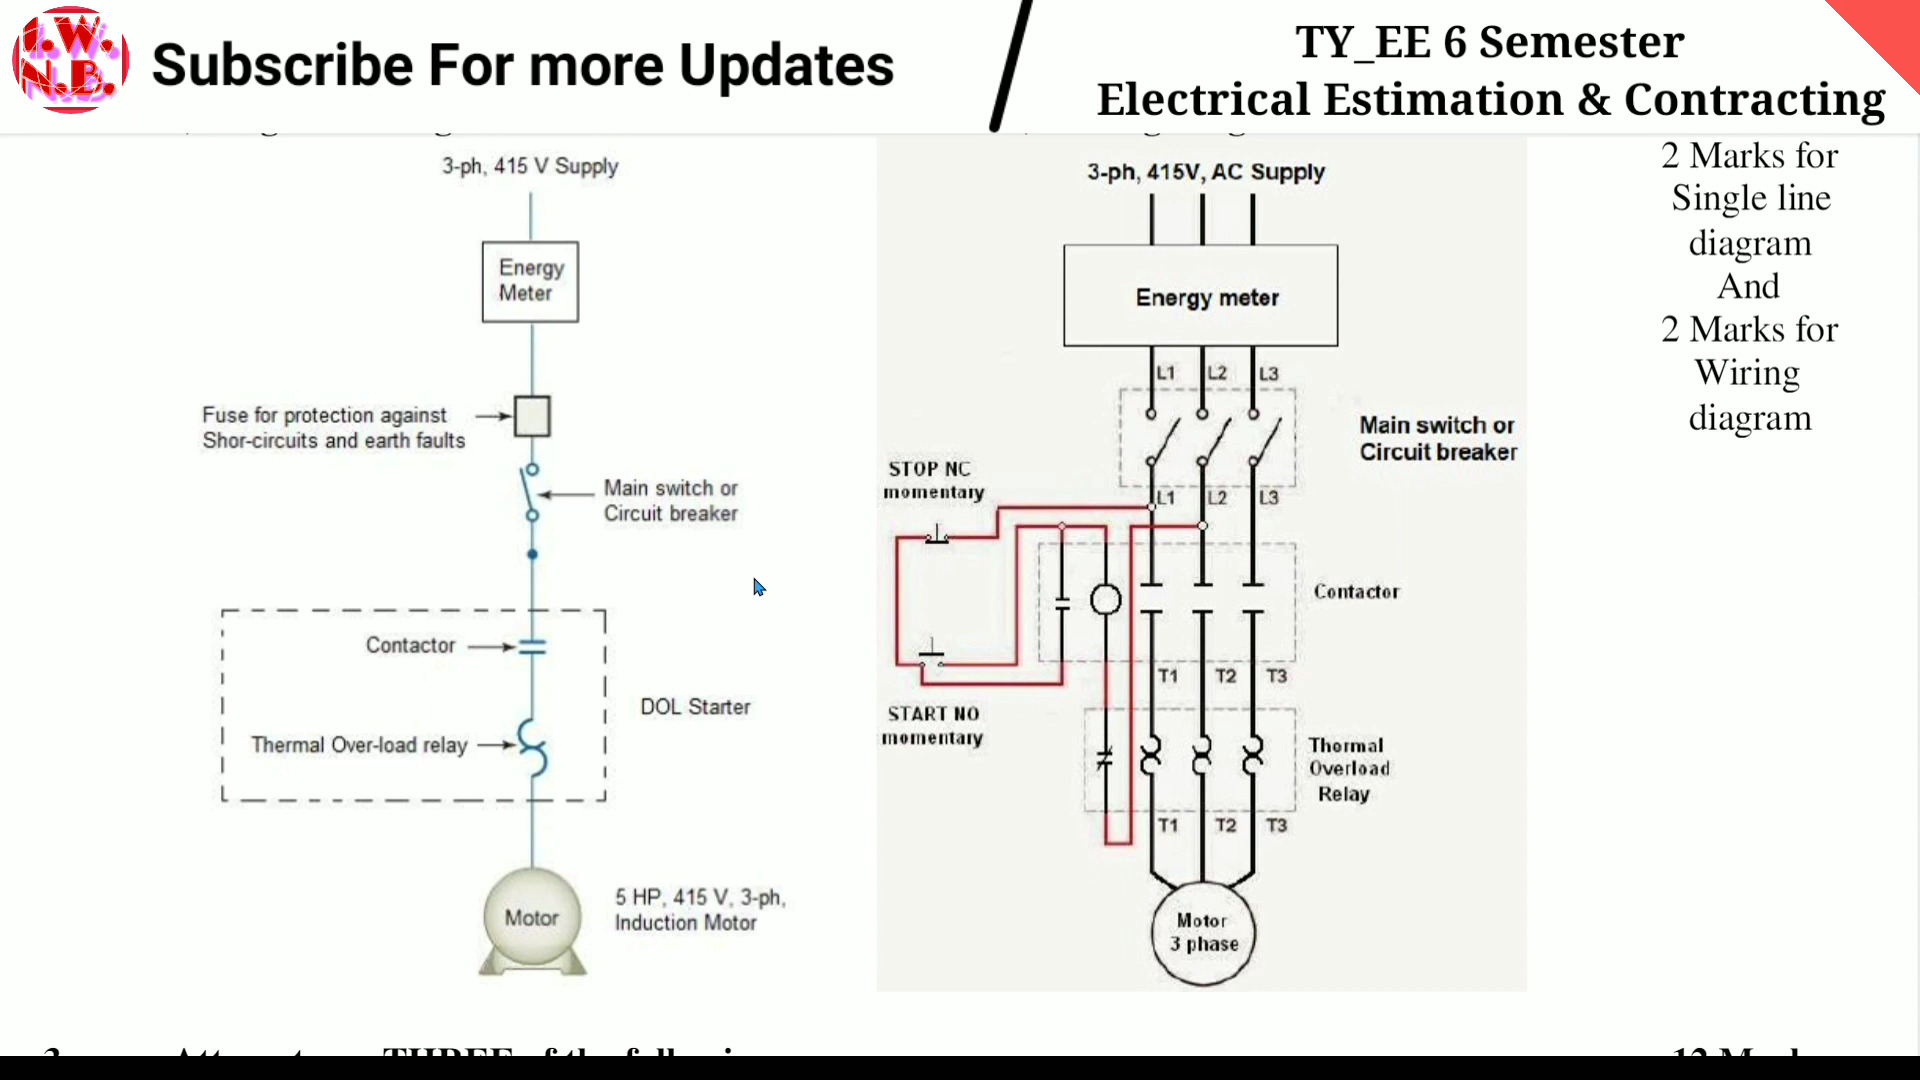 I.W.
N.B.
Subscribe For more Updates
TY_EE 6 Semester
Electrical Estimation & Contracting
3-ph, 415 V Supply
Energy
Meter
Fuse for protection against
Shor-circuits and earth faults
Main switch or
Circuit breaker
Contactor
DOL Starter
Thermal Over-load relay
Motor
5 HP, 415 V, 3-ph,
Induction Motor
3-ph, 415V, AC Supply
Energy meter
L1 L2 L3
Main switch or
Circuit breaker
STOP NC
momentary
L1 L2 L3
Contactor
T1 T2 T3
START NO
momentary
Thormal
Overload
Relay
T1 T2 T3
Motor
3 phase
2 Marks for
Single line
diagram
And
2 Marks for
Wiring
diagram